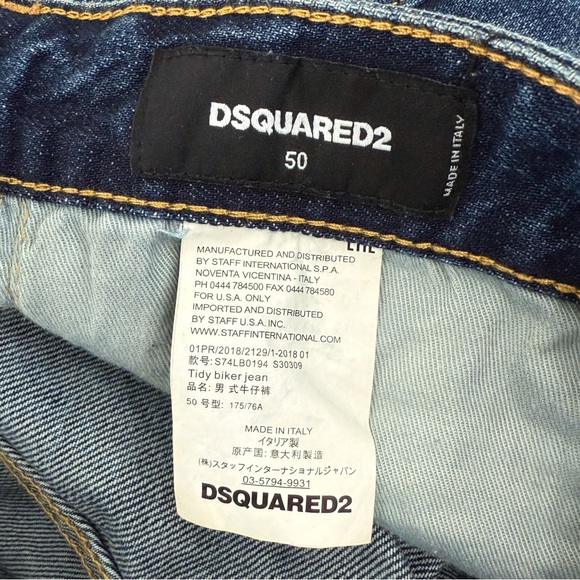 DSQUARED2
50
MADE IN ITALY
MANUFACTURED AND DISTRIBUTED
BY STAFF INTERNATIONAL S.P.A.
NOVENTA VICENTINA - ITALY
PH 0444 784500 FAX 0444 784580
FOR U.S.A. ONLY
IMPORTED AND DISTRIBUTED
BY STAFF U.S.A. INC.
WWW.STAFFINTERNATIONAL.COM
01PR/2018/2129/1-2018 01
款号: S74LB0194 S30309
Tidy biker jean
品名: 男 式牛仔裤
50 号型: 175/76A
MADE IN ITALY
イタリア製
原产国: 意大利製造
(株)スタッフインターナショナルジャパン
03-5794-9931
DSQUARED2